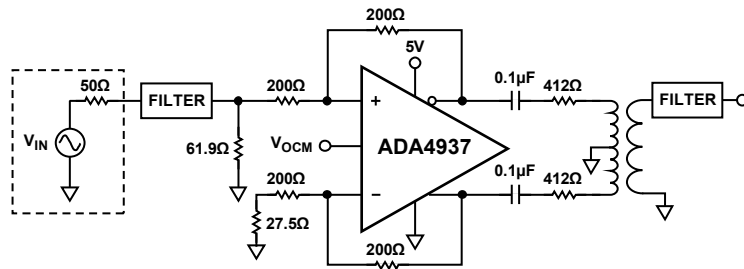 200Ω
5V
50Ω
200Ω
0.1µF
412Ω
FILTER
FILTER
+
VIN
VOCM
ADA4937
61.9Ω
0.1µF
412Ω
200Ω
–
27.5Ω
200Ω